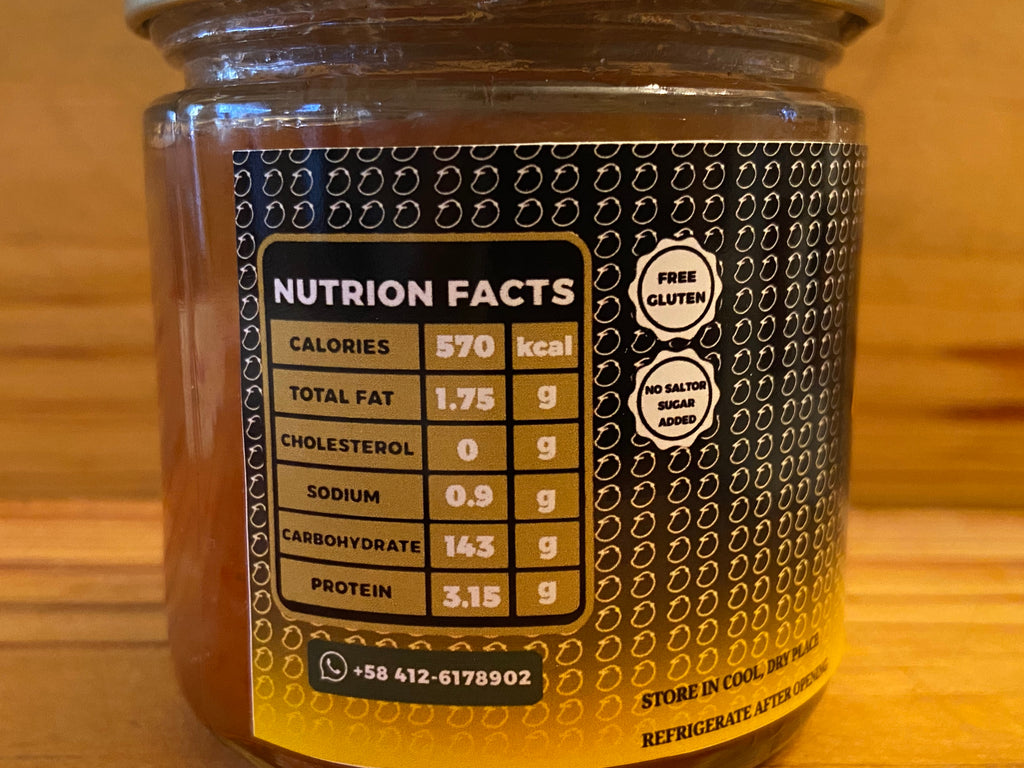 NUTRION FACTS
CALORIES 570 kcal
TOTAL FAT 1.75 g
CHOLESTEROL 0 g
SODIUM 0.9 g
CARBOHYDRATE 143 g
PROTEIN 3.15 g
+58 412-6178902
FREE
GLUTEN
NO SALTOR
SUGAR
ADDED
STORE IN COOL, DRY PLACE
REFRIGERATE AFTER OPENING